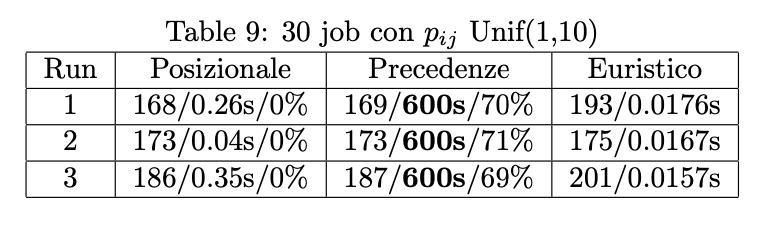 Table 9: 30 job con p_ij Unif(1,10)
Run Posizionale Precedenze Euristico
1 168/0.26s/0% 169/600s/70% 193/0.0176s
2 173/0.04s/0% 173/600s/71% 175/0.0167s
3 186/0.35s/0% 187/600s/69% 201/0.0157s